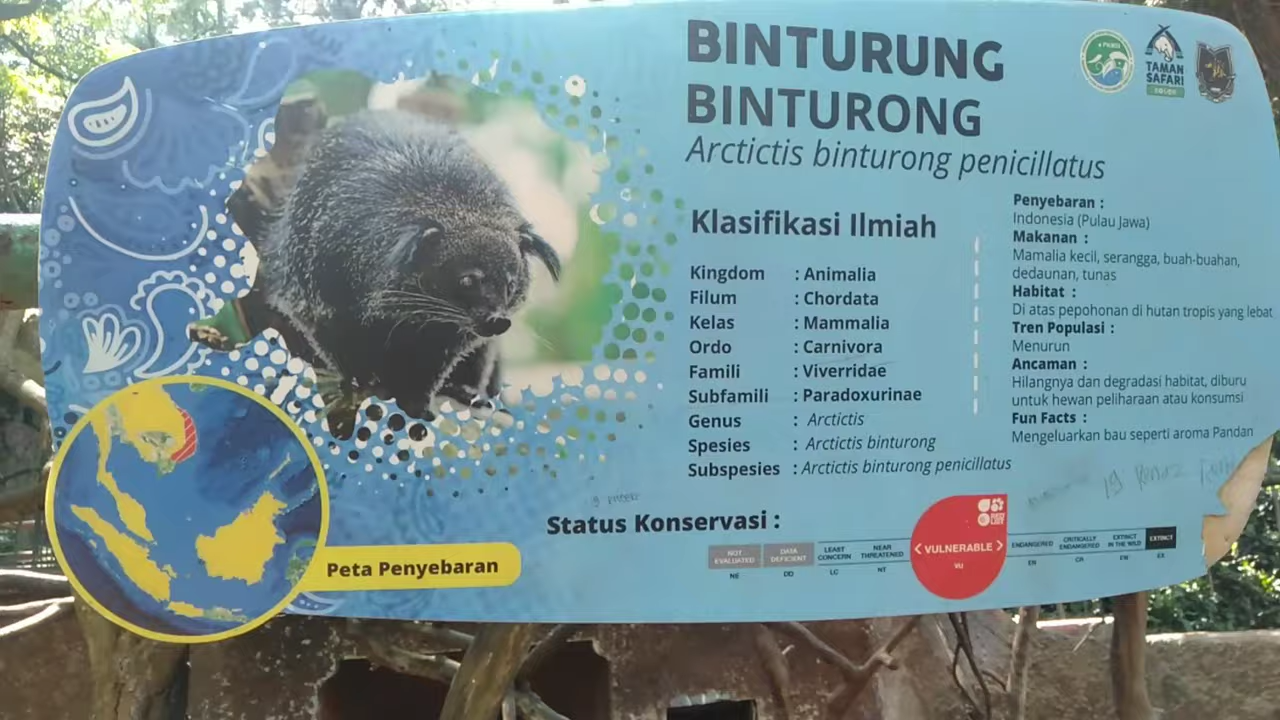 BINTURUNG
BINTURONG
Arctictis binturong penicillatus
TAMAN
SAFARI
Klasifikasi Ilmiah
Kingdom : Animalia
Filum : Chordata
Kelas : Mammalia
Ordo : Carnivora
Famili : Viverridae
Subfamili : Paradoxurinae
Genus : Arctictis
Spesies : Arctictis binturong
Subspesies : Arctictis binturong penicillatus
Penyebaran :
Indonesia (Pulau Jawa)
Makanan :
Mamalia kecil, serangga, buah-buahan,
dedaunan, tunas
Habitat :
Di atas pepohonan di hutan tropis yang lebat
Tren Populasi :
Menurun
Ancaman :
Hilangnya dan degradasi habitat, diburu
untuk hewan peliharaan atau konsumsi
Fun Facts :
Mengeluarkan bau seperti aroma Pandan
Status Konservasi :
NOT EVALUATED NE
DATA DEFICIENT DD
LEAST CONCERN LC
NEAR THREATENED NT
< VULNERABLE > VU
ENDANGERED EN
CRITICALLY ENDANGERED CR
EXTINCT IN THE WILD EW
EXTINCT EX
Peta Penyebaran